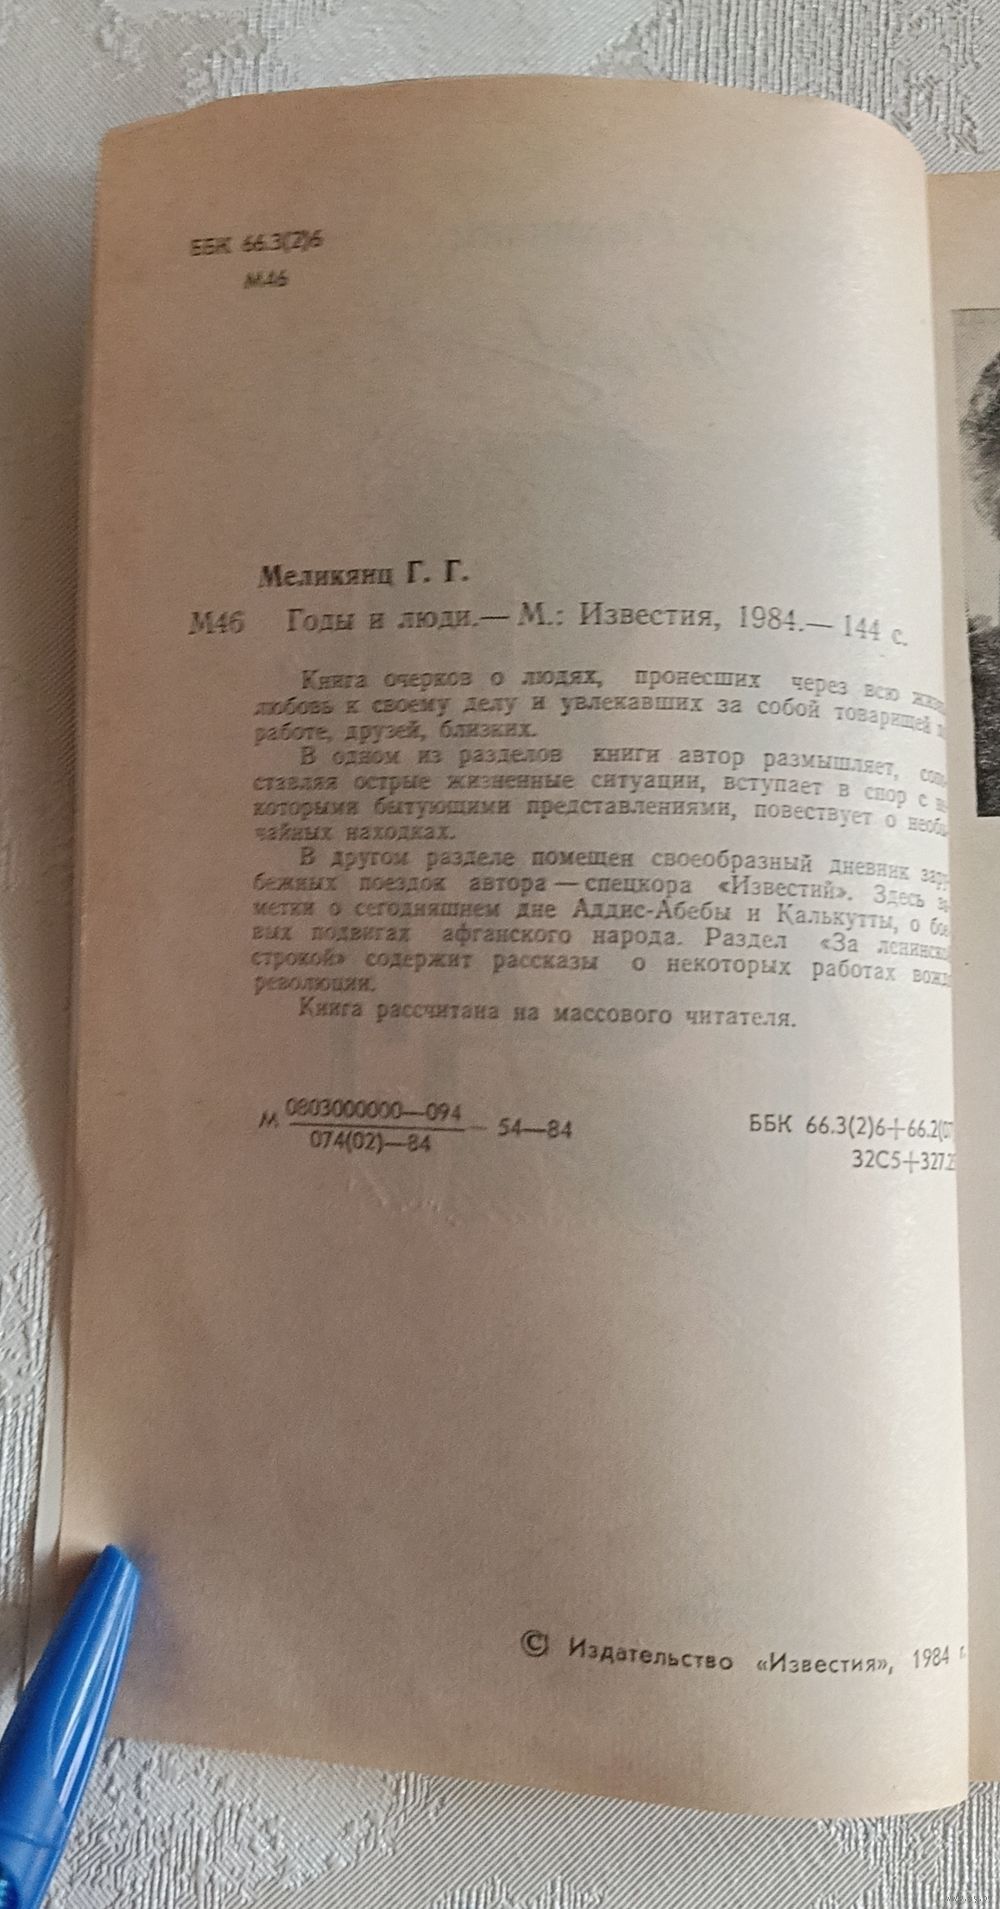 ББК 66.3(2)6
М46
Меликянц Г. Г.
М46 Годы и люди.— М.: Известия, 1984.— 144 с.
Книга очерков о людях, пронесших через всю
любовь к своему делу и увлекавших за собой товарищей
работе, друзей, близких.
В одном из разделов книги автор размышляет,
ставляя острые жизненные ситуации, вступает в спор с
которыми бытующими представлениями, повествует о
чайных находках.
В другом разделе помещен своеобразный дневник
бежных поездок автора — спецкора «Известий». Здесь
метки о сегодняшнем дне Аддис-Абебы и Калькутты, о
вых подвигах афганского народа. Раздел «За
строкой» содержит рассказы о некоторых работах
революции.
Книга рассчитана на массового читателя.
М 0803000000—094 — 54—84
074(02)—84
ББК 66.3(2)6+66.2(07
32С5+327.2
© Издательство «Известия», 1984 г.